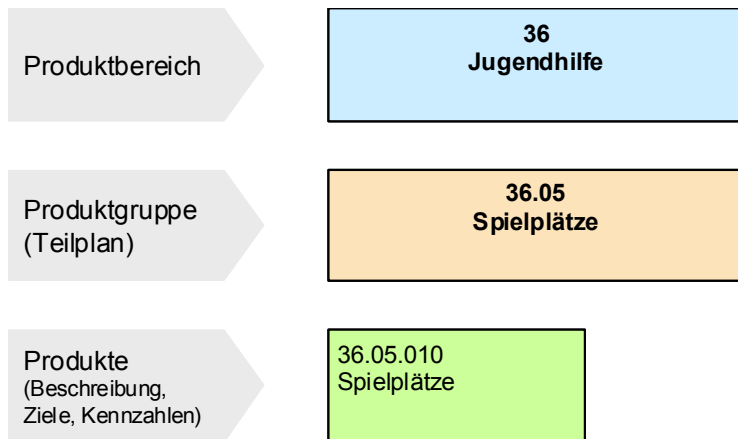 Produktbereich
36
Jugendhilfe
Produktgruppe
(Teilplan)
36.05
Spielplätze
Produkte
(Beschreibung,
Ziele, Kennzahlen)
36.05.010
Spielplätze